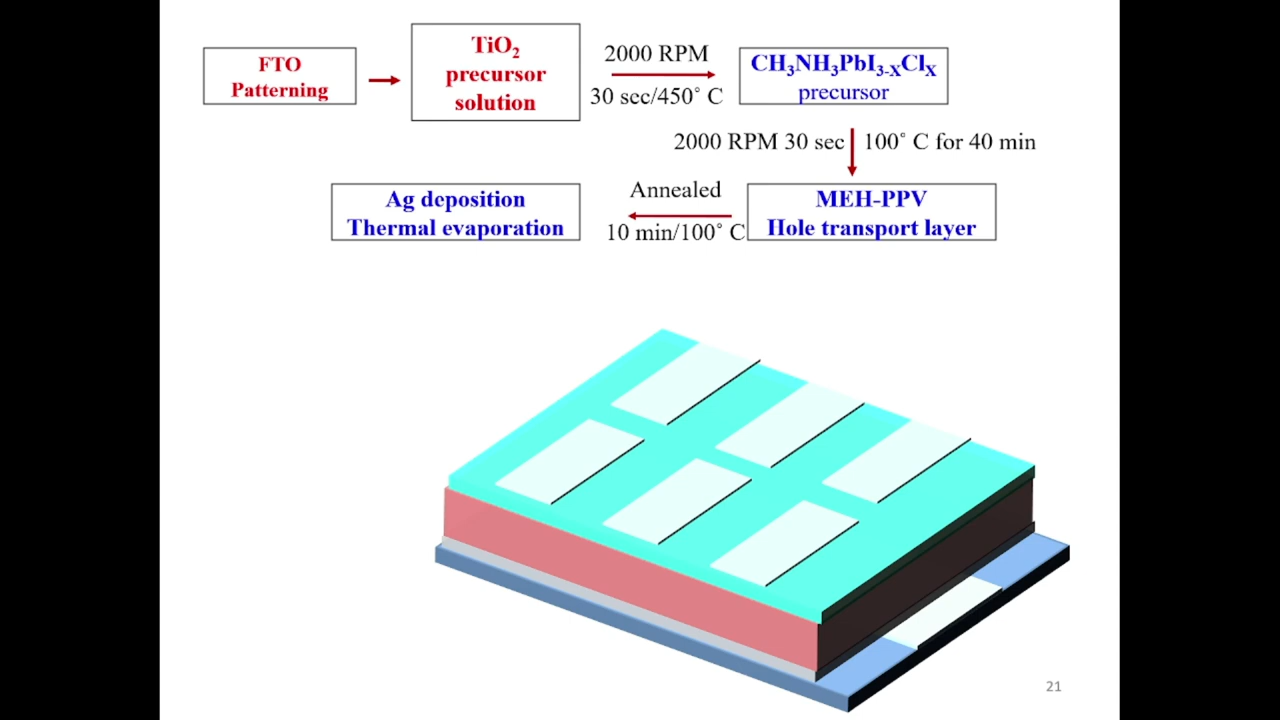 FTO
Patterning
TiO₂
precursor
solution
2000 RPM
30 sec/450˚ C
CH₃NH₃PbI₃₋ₓClₓ
precursor
2000 RPM 30 sec
100˚ C for 40 min
MEH-PPV
Hole transport layer
Annealed
10 min/100˚ C
Ag deposition
Thermal evaporation
21